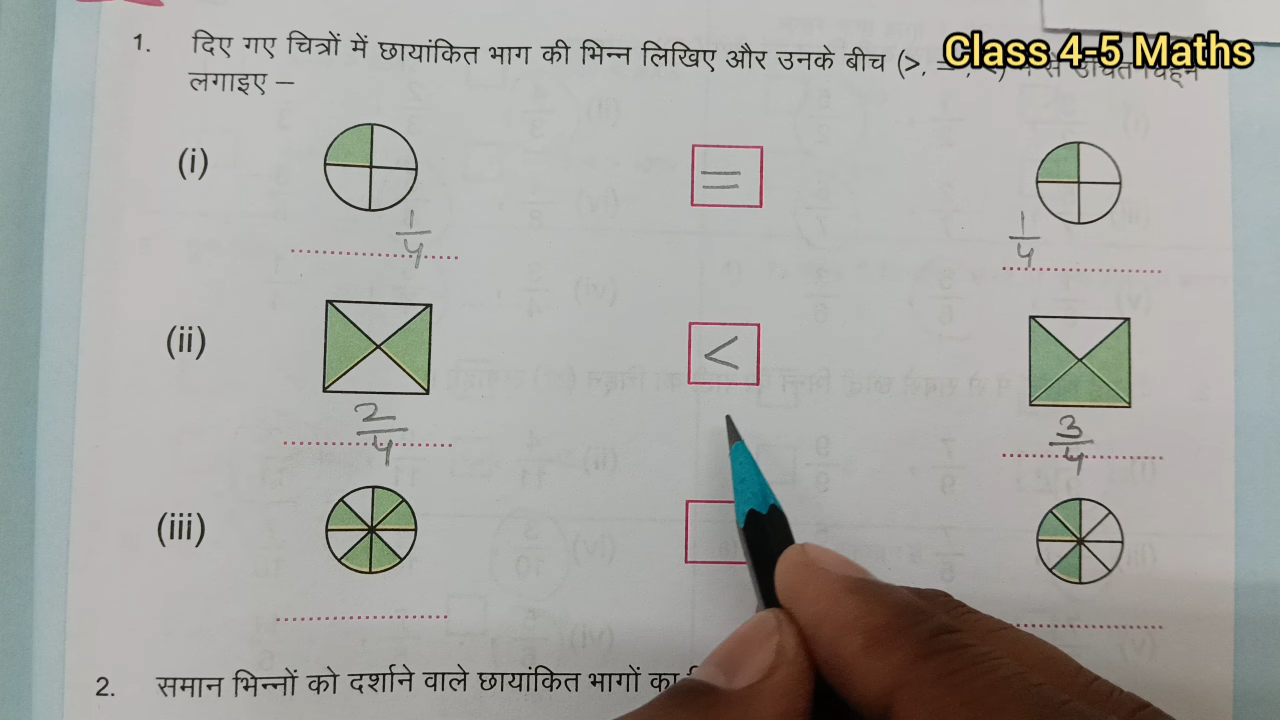 Class 4-5 Maths
1. दिए गए चित्रों में छायांकित भाग की भिन्न लिखिए और उनके बीच (>, = , <) में से उचित चिह्न
लगाइए –
(i) = 
1/4 1/4
(ii) <
2/4 3/4
(iii)
2. समान भिन्नों को दर्शाने वाले छायांकित भागों का